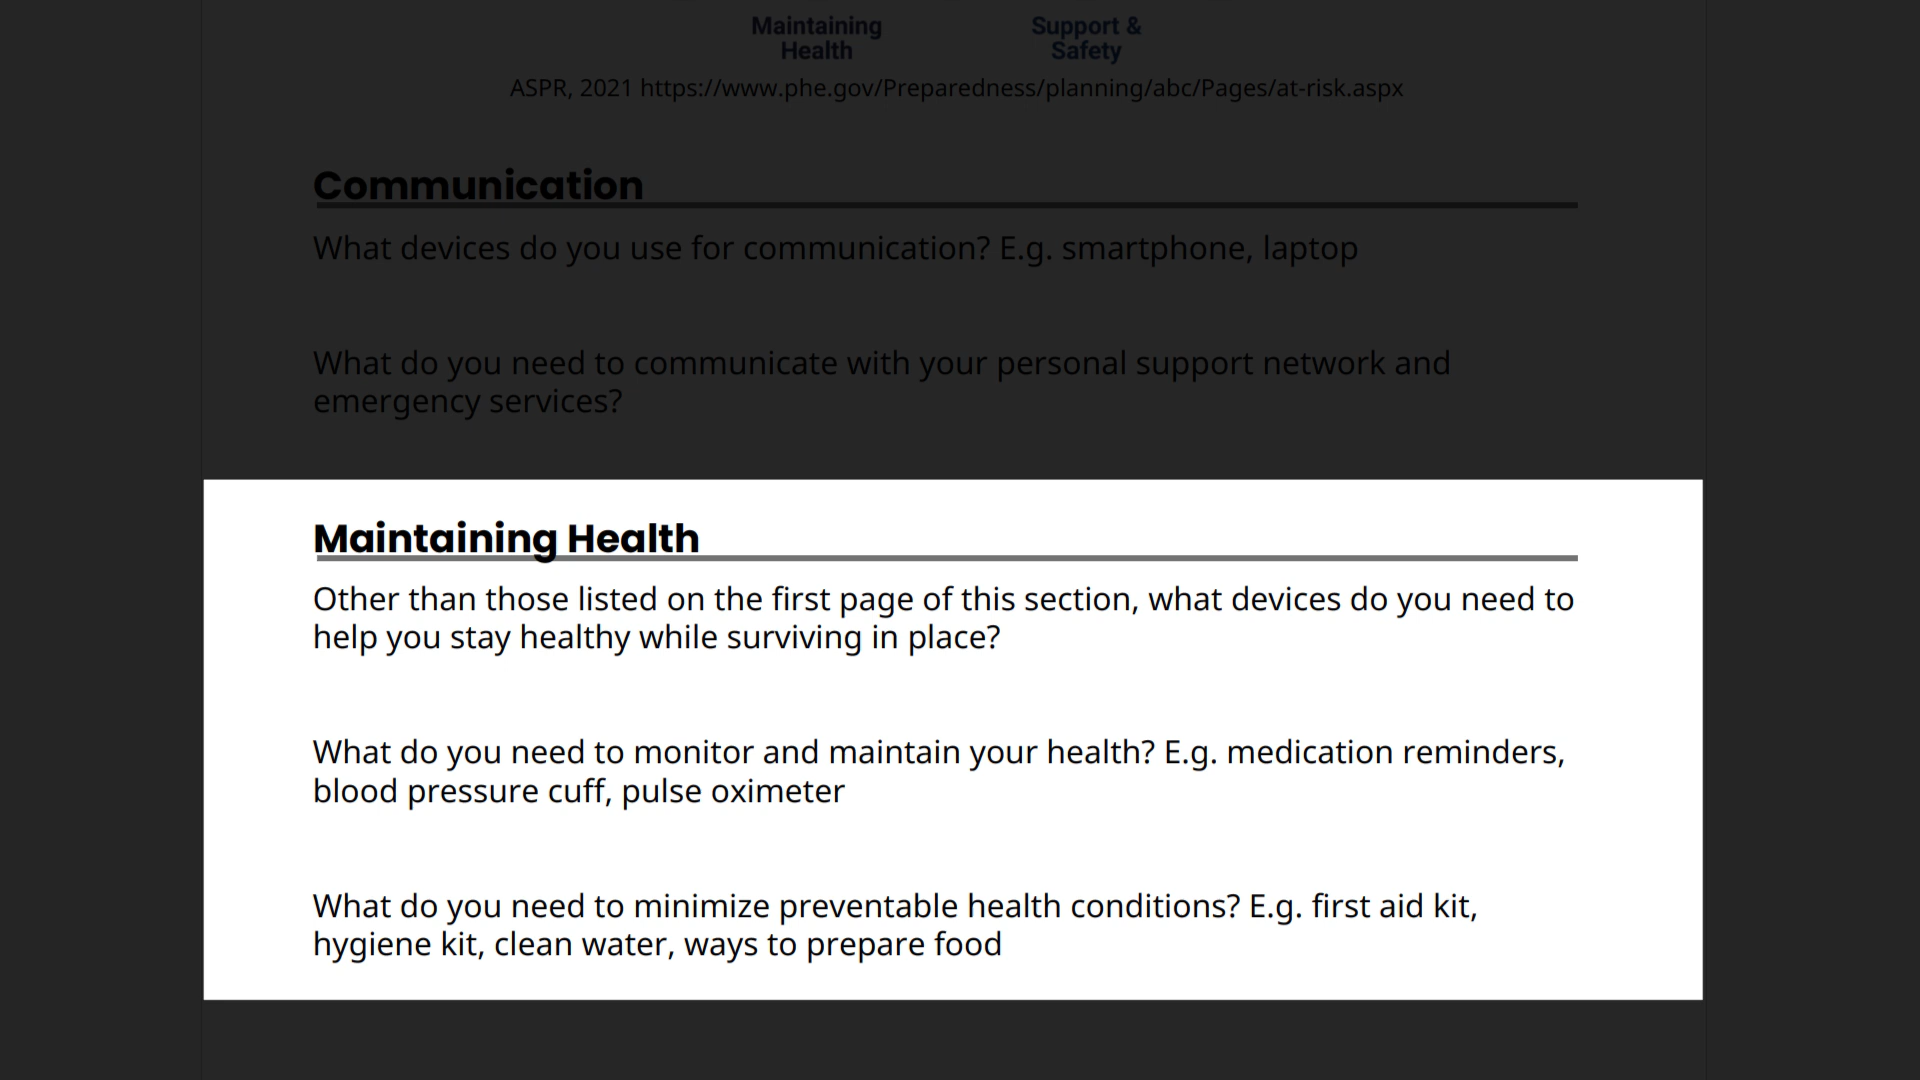 Maintaining Support &
Health Safety
ASPR, 2021 https://www.phe.gov/Preparedness/planning/abc/Pages/at-risk.aspx
Communication
What devices do you use for communication? E.g. smartphone, laptop
What do you need to communicate with your personal support network and
emergency services?
Maintaining Health
Other than those listed on the first page of this section, what devices do you need to
help you stay healthy while surviving in place?
What do you need to monitor and maintain your health? E.g. medication reminders,
blood pressure cuff, pulse oximeter
What do you need to minimize preventable health conditions? E.g. first aid kit,
hygiene kit, clean water, ways to prepare food